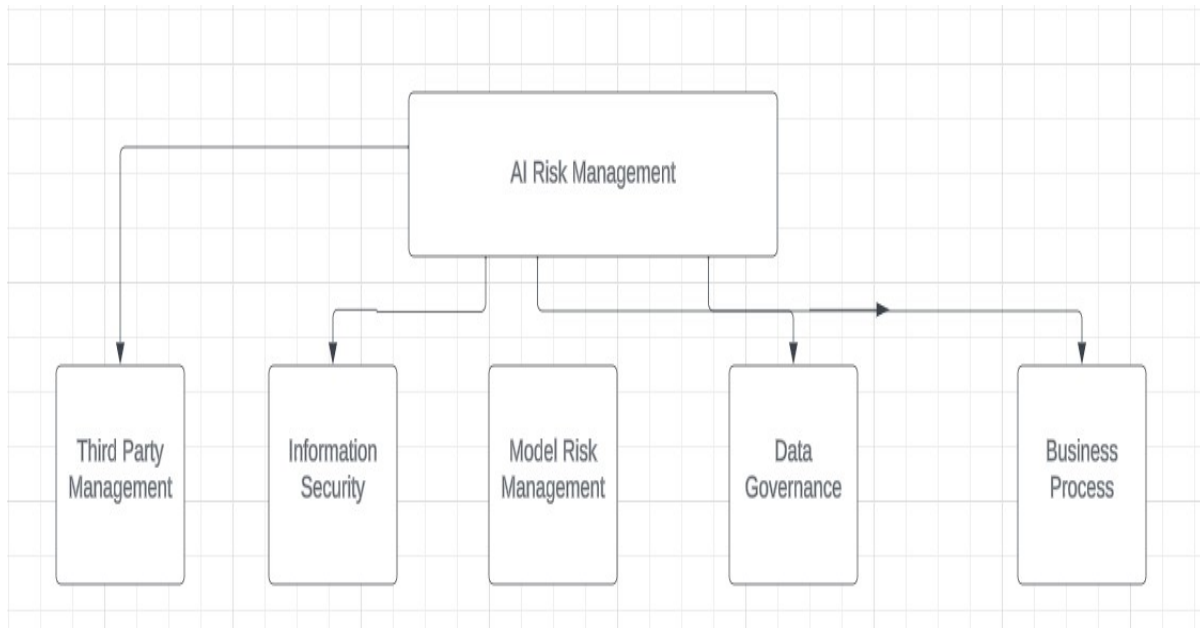 AI Risk Management
Third Party
Management
Information
Security
Model Risk
Management
Data
Governance
Business
Process